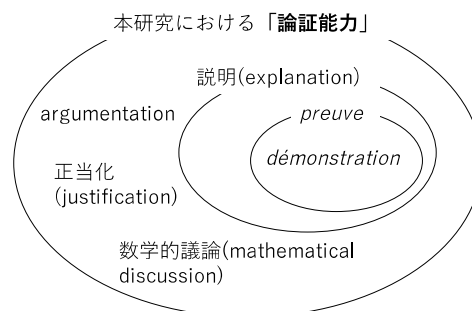 本研究における「論証能力」
説明(explanation)
argumentation
preuve
démonstration
正当化
(justification)
数学的議論(mathematical
discussion)